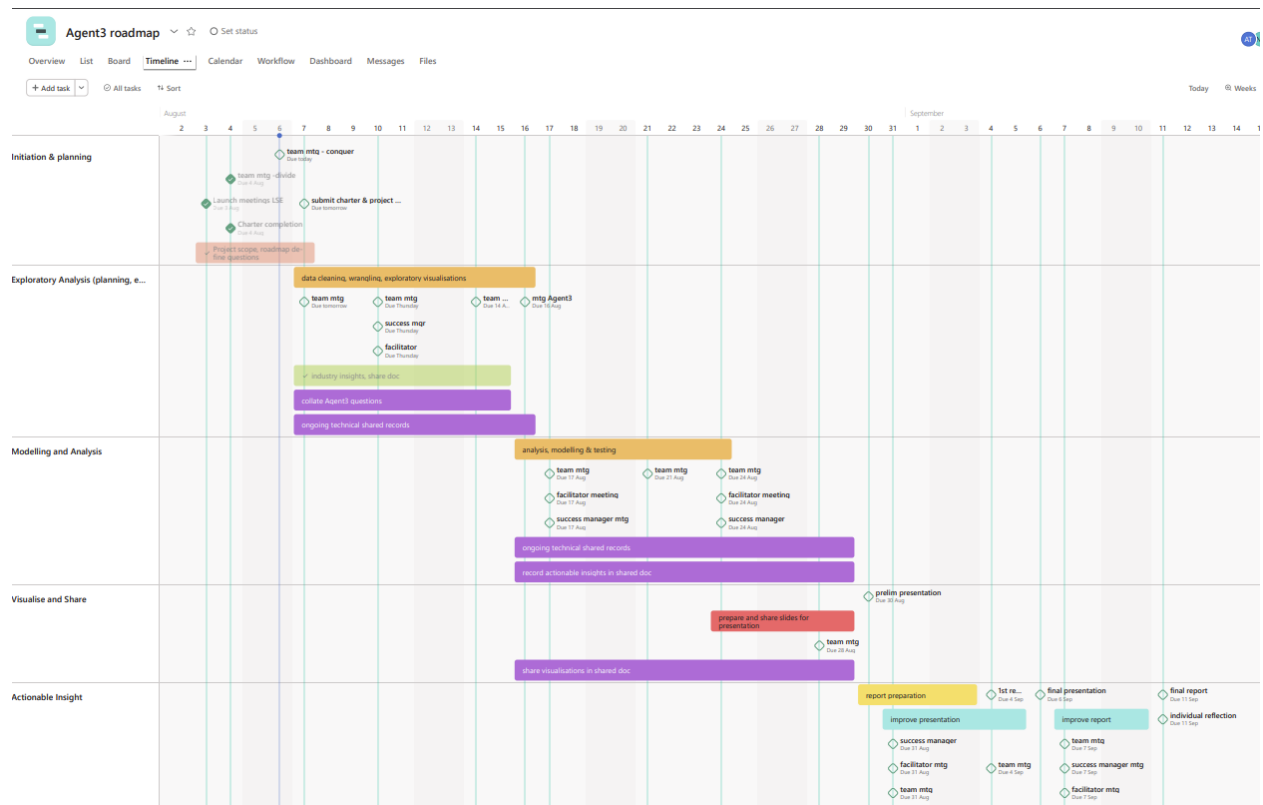 Agent3 roadmap
Set status
AT
Overview List Board Timeline ••• Calendar Workflow Dashboard Messages Files
+ Add task
All tasks
Sort
Today
Weeks
August
September
2 3 4 5 6 7 8 9 10 11 12 13 14 15 16 17 18 19 20 21 22 23 24 25 26 27 28 29 30 31 1 2 3 4 5 6 7 8 9 10 11 12 13 14
Initiation & planning
team mtg - conquer
Due today
team mtg -divide
Due 4 Aug
Launch meetings LSE
Due 3 Aug
submit charter & project ...
Due tomorrow
Charter completion
Due 4 Aug
Project scope, roadmap de-
fine questions
Exploratory Analysis (planning, e...
data cleaning, wrangling, exploratory visualisations
team mtg
Due tomorrow
team mtg
Due Thursday
team ...
Due 14 A..
mtg Agent3
Due 16 Aug
success mgr
Due Thursday
facilitator
Due Thursday
industry insights, share doc
collate Agent3 questions
ongoing technical shared records
Modelling and Analysis
analysis, modelling & testing
team mtg
Due 17 Aug
team mtg
Due 21 Aug
team mtg
Due 24 Aug
facilitator meeting
Due 17 Aug
facilitator meeting
Due 24 Aug
success manager mtg
Due 17 Aug
success manager
Due 24 Aug
ongoing technical shared records
record actionable insights in shared doc
Visualise and Share
prelim presentation
Due 30 Aug
prepare and share slides for
presentation
team mtg
Due 28 Aug
share visualisations in shared doc
Actionable Insight
report preparation
1st re...
Due 4 Sep
final presentation
Due 6 Sep
final report
Due 11 Sep
improve presentation
improve report
individual reflection
Due 11 Sep
success manager
Due 31 Aug
team mtg
Due 7 Sep
facilitator mtg
Due 31 Aug
team mtg
Due 4 Sep
success manager mtg
Due 7 Sep
team mtg
Due 31 Aug
facilitator mtg
Due 7 Sep